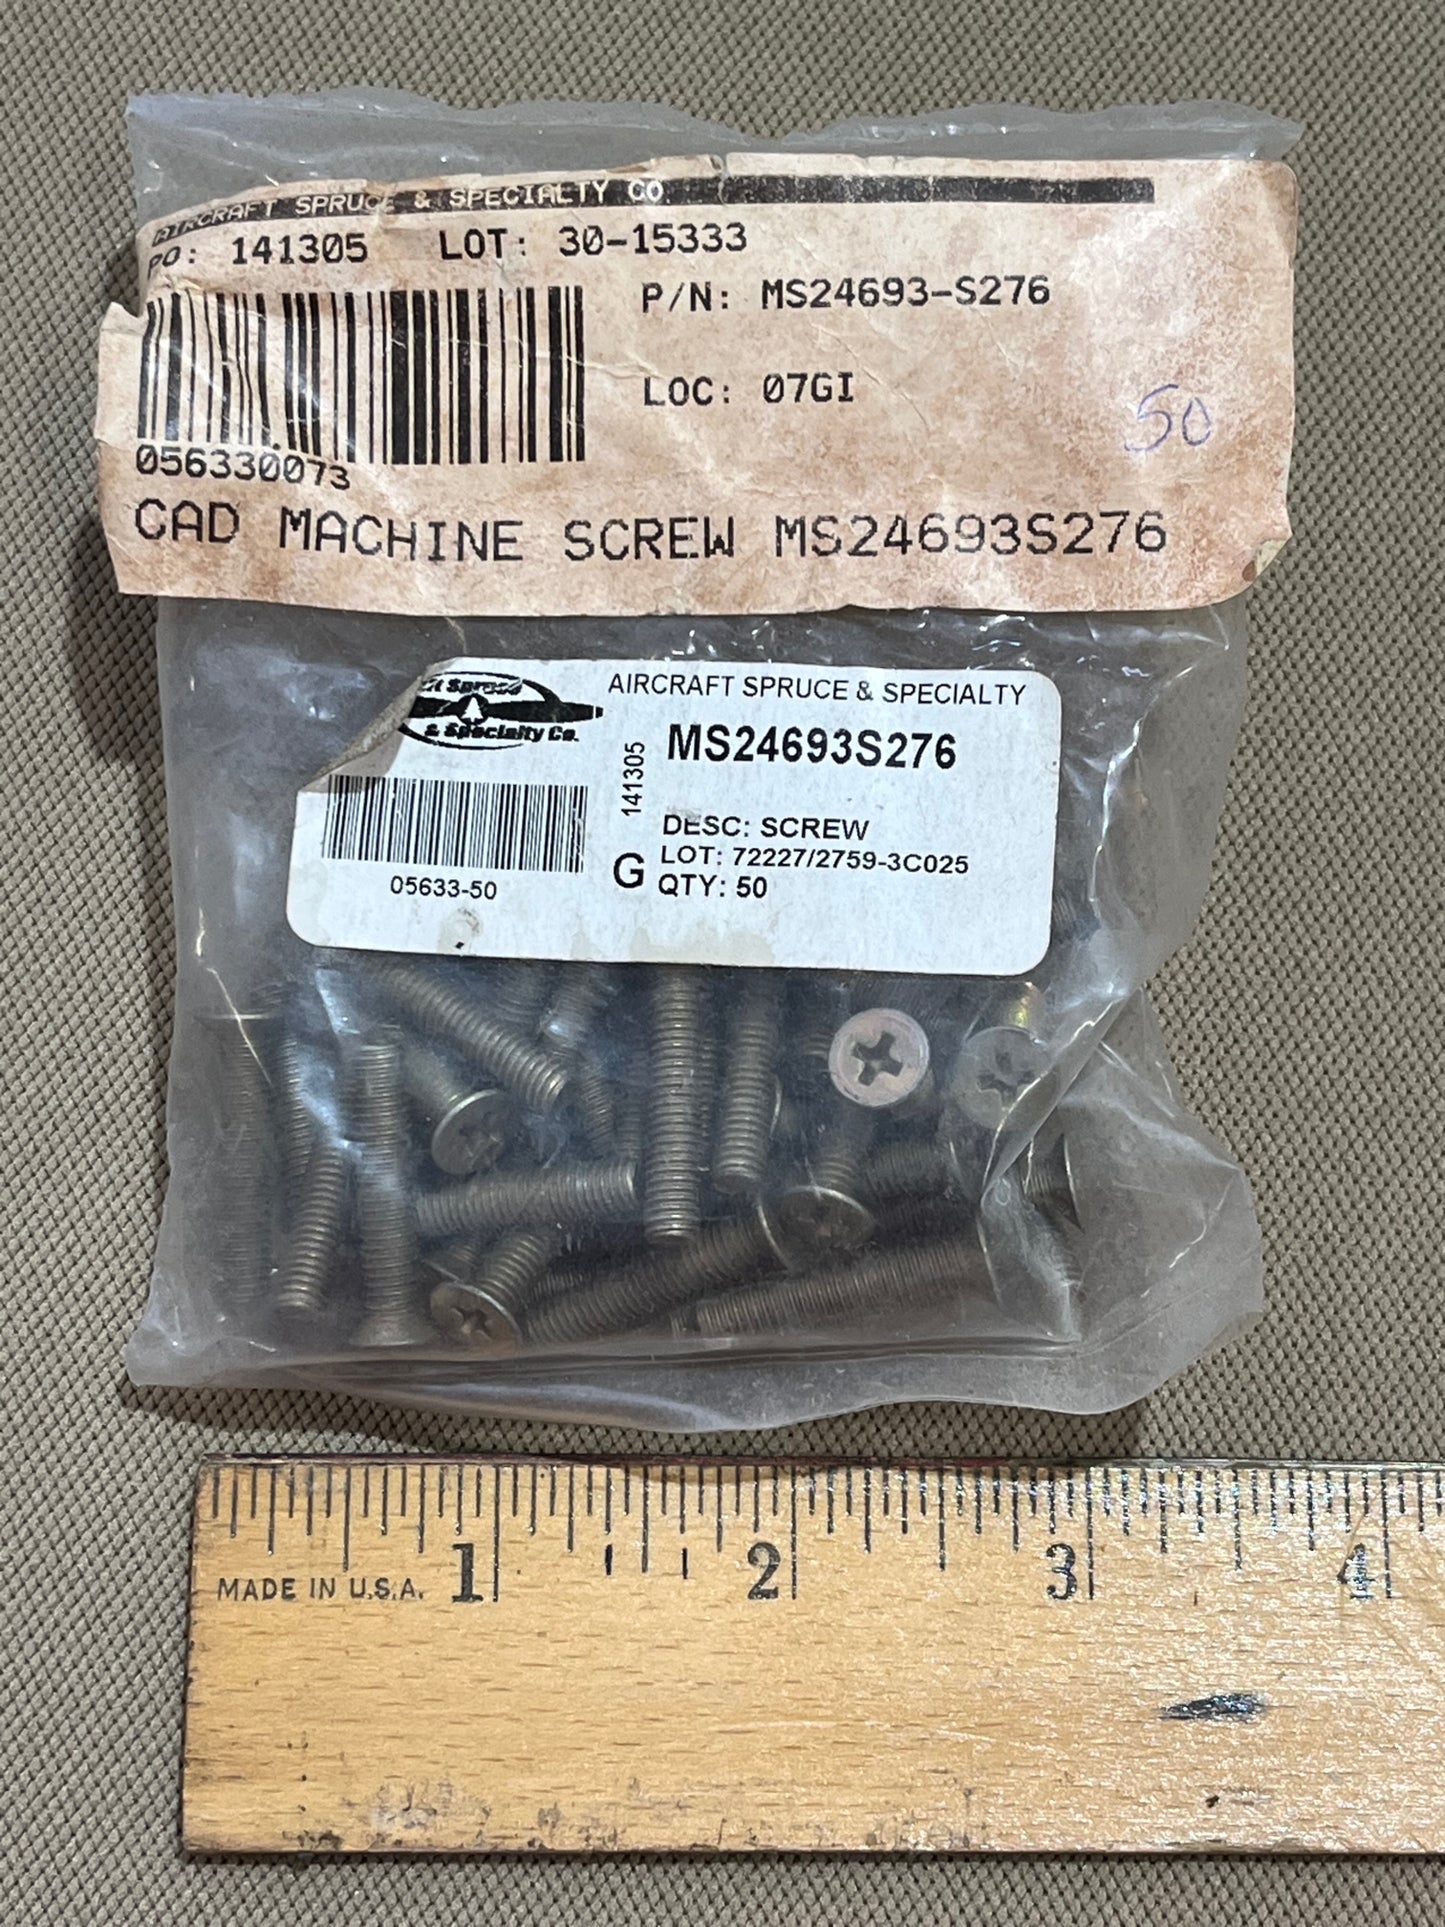 AIRCRAFT SPRUCE & SPECIALTY CO
PO: 141305 LOT: 30-15333
P/N: MS24693-S276
LOC: 07GI
50
056330073
CAD MACHINE SCREW MS24693S276
Spruce
& Specialty Co.
AIRCRAFT SPRUCE & SPECIALTY
MS24693S276
141305
DESC: SCREW
LOT: 72227/2759-3C025
G QTY: 50
05633-50
1 2 3 4
MADE IN U.S.A.